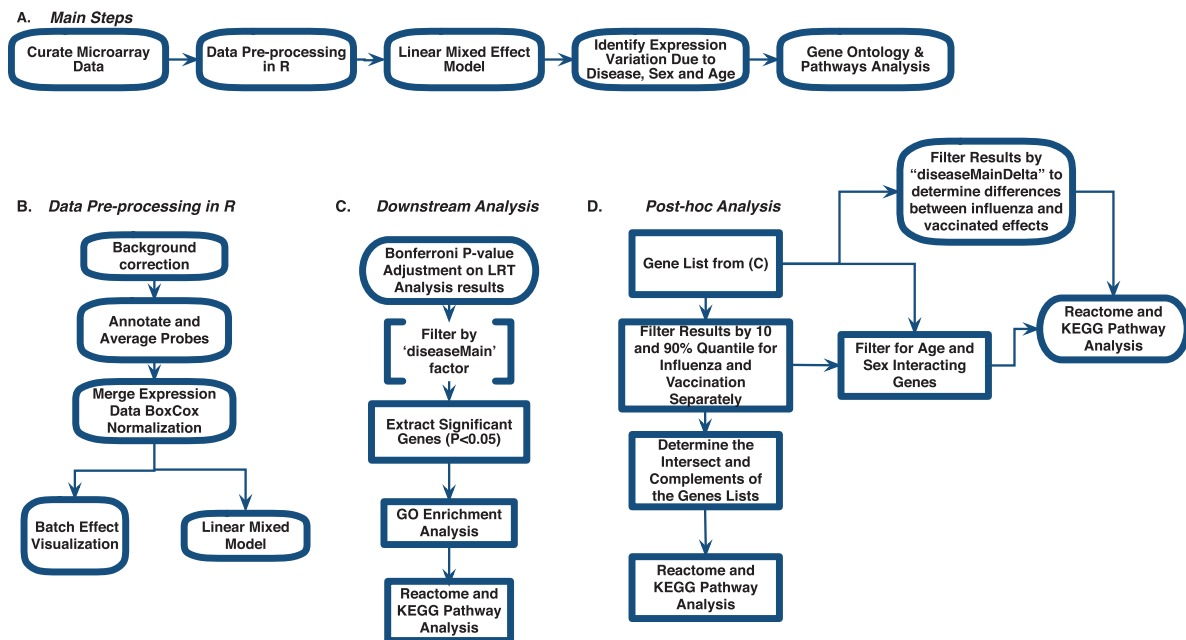 A. Main Steps
Curate Microarray
Data
Data Pre-processing
in R
Linear Mixed Effect
Model
Identify Expression
Variation Due to
Disease, Sex and Age
Gene Ontology &
Pathways Analysis
B. Data Pre-processing in R
Background
correction
Annotate and
Average Probes
Merge Expression
Data BoxCox
Normalization
Batch Effect
Visualization
Linear Mixed
Model
C. Downstream Analysis
Bonferroni P-value
Adjustment on LRT
Analysis results
Filter by
‘diseaseMain’
factor
Extract Significant
Genes (P<0.05)
GO Enrichment
Analysis
Reactome and
KEGG Pathway
Analysis
D. Post-hoc Analysis
Gene List from (C)
Filter Results by 10
and 90% Quantile for
Influenza and
Vaccination
Separately
Determine the
Intersect and
Complements of
the Genes Lists
Reactome and
KEGG Pathway
Analysis
Filter Results by
“diseaseMainDelta” to
determine differences
between influenza and
vaccinated effects
Filter for Age and
Sex Interacting
Genes
Reactome and
KEGG Pathway
Analysis